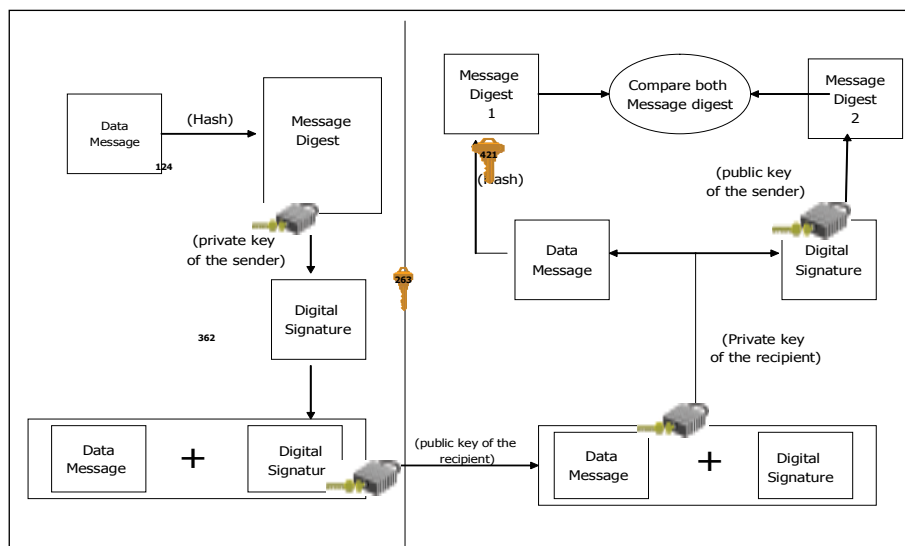 Data
Message
124
(Hash)
Message
Digest
(private key
of the sender)
Digital
Signature
362
Data
Message
+
Digital
Signatur
263
(public key of the
recipient)
Message
Digest
1
Compare both
Message digest
Message
Digest
2
421
(Hash)
(public key
of the sender)
Data
Message
Digital
Signature
(Private key
of the recipient)
Data
Message
+
Digital
Signature